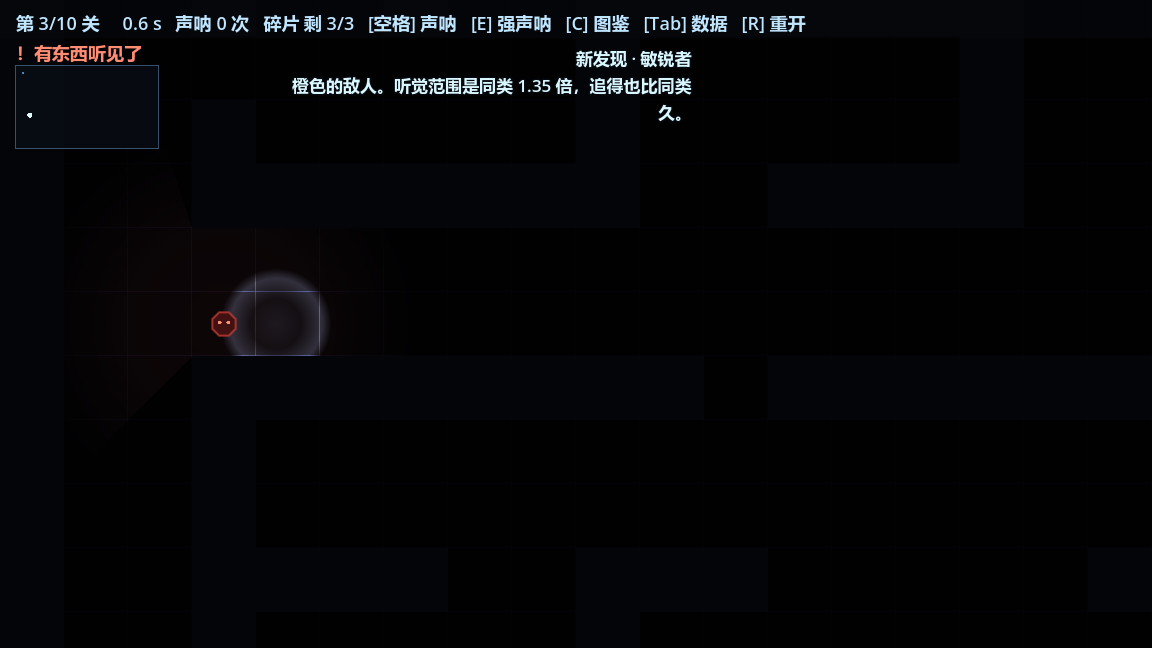 第 3/10 关 0.6 s 声呐 0 次 碎片 剩 3/3 [空格] 声呐 [E] 强声呐 [C] 图鉴 [Tab] 数据 [R] 重开
！有东西听见了
新发现 · 敏锐者
橙色的敌人。听觉范围是同类 1.35 倍，追得也比同类
久。